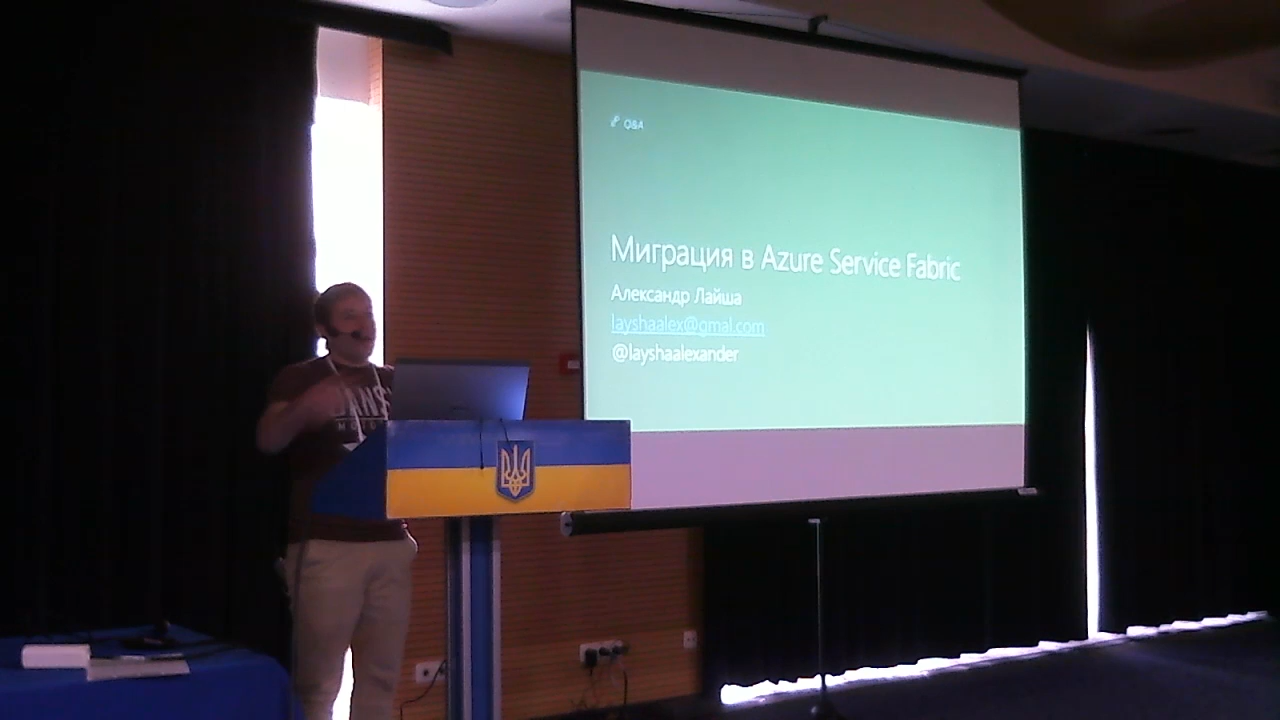 Q&A
Миграция в Azure Service Fabric
Александр Лайша
layshaalex@gmal.com
@layshaalexander